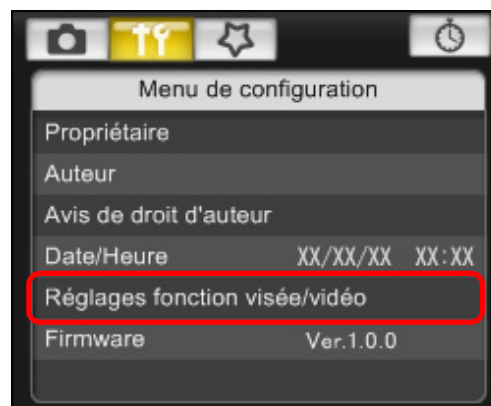 Menu de configuration
Propriétaire
Auteur
Avis de droit d'auteur
Date/Heure XX/XX/XX XX:XX
Réglages fonction visée/vidéo
Firmware Ver.1.0.0